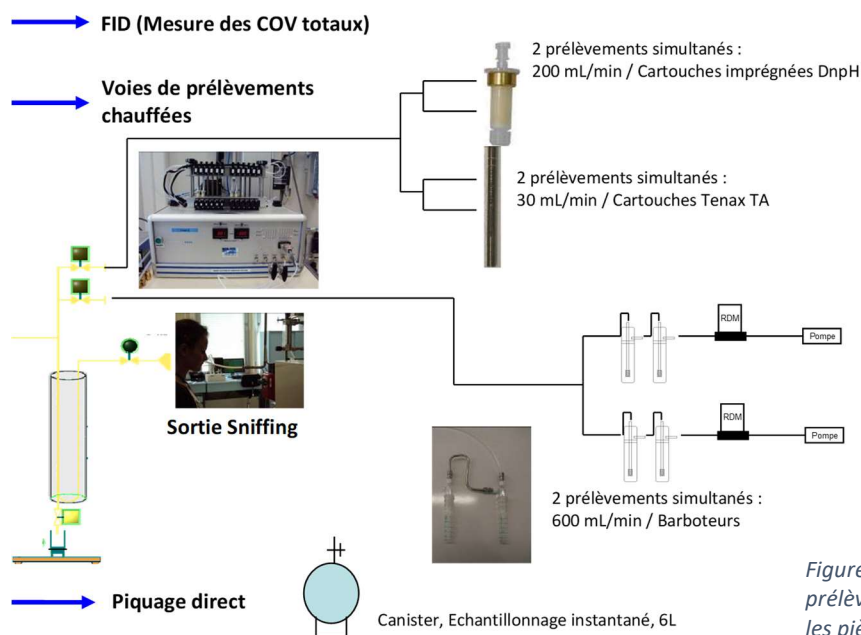 FID (Mesure des COV totaux)
Voies de prélèvements
chauffées
2 prélèvements simultanés :
200 mL/min / Cartouches imprégnées DnpH
2 prélèvements simultanés :
30 mL/min / Cartouches Tenax TA
Sortie Sniffing
RDM
Pompe
RDM
Pompe
2 prélèvements simultanés :
600 mL/min / Barboteurs
Piquage direct
Canister, Echantillonnage instantané, 6L
Figure
prélèv
les piè